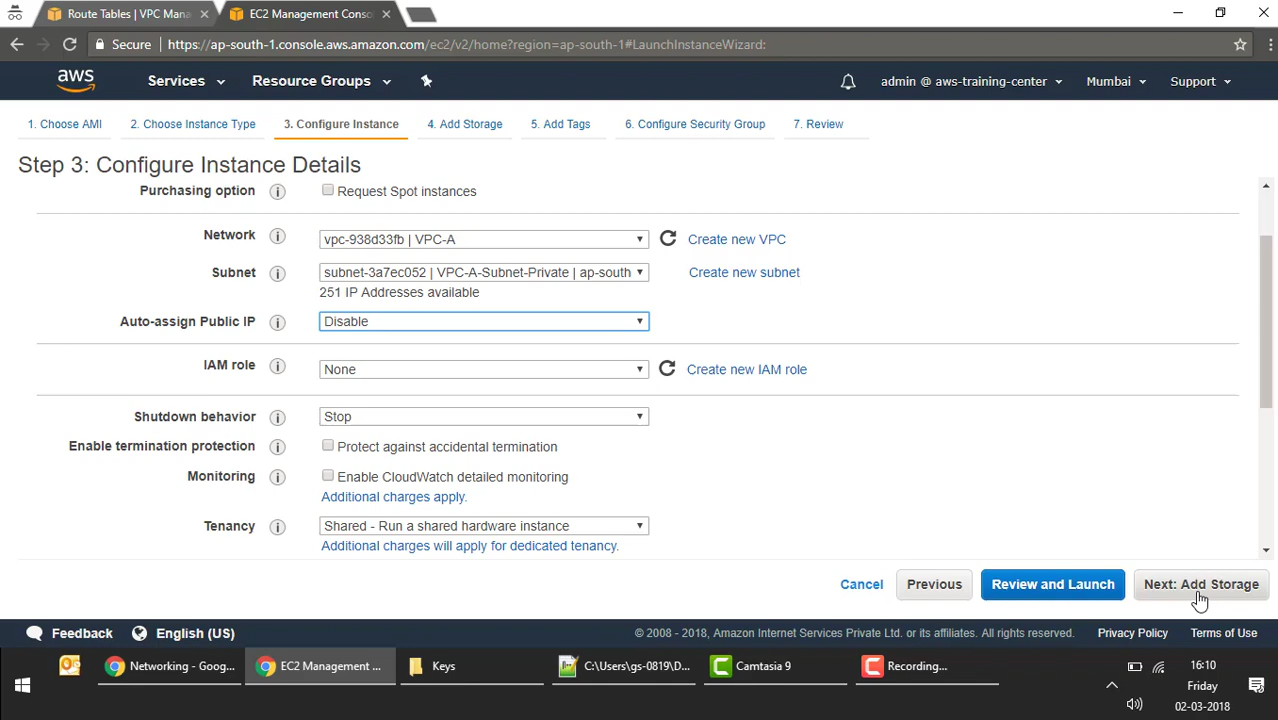 Route Tables | VPC Mana
EC2 Management Conso
Secure
https://ap-south-1.console.aws.amazon.com/ec2/v2/home?region=ap-south-1#LaunchInstanceWizard:
aws
Services
Resource Groups
admin @ aws-training-center
Mumbai
Support
1. Choose AMI
2. Choose Instance Type
3. Configure Instance
4. Add Storage
5. Add Tags
6. Configure Security Group
7. Review
Step 3: Configure Instance Details
Purchasing option
Request Spot instances
Network
vpc-938d33fb | VPC-A
Create new VPC
Subnet
subnet-3a7ec052 | VPC-A-Subnet-Private | ap-south
Create new subnet
251 IP Addresses available
Auto-assign Public IP
Disable
IAM role
None
Create new IAM role
Shutdown behavior
Stop
Enable termination protection
Protect against accidental termination
Monitoring
Enable CloudWatch detailed monitoring
Additional charges apply.
Tenancy
Shared - Run a shared hardware instance
Additional charges will apply for dedicated tenancy.
Cancel
Previous
Review and Launch
Next: Add Storage
Feedback
English (US)
© 2008 - 2018, Amazon Internet Services Private Ltd. or its affiliates. All rights reserved.
Privacy Policy
Terms of Use
Networking - Goog...
EC2 Management ...
Keys
C:\Users\gs-0819\D...
Camtasia 9
Recording...
16:10
Friday
02-03-2018